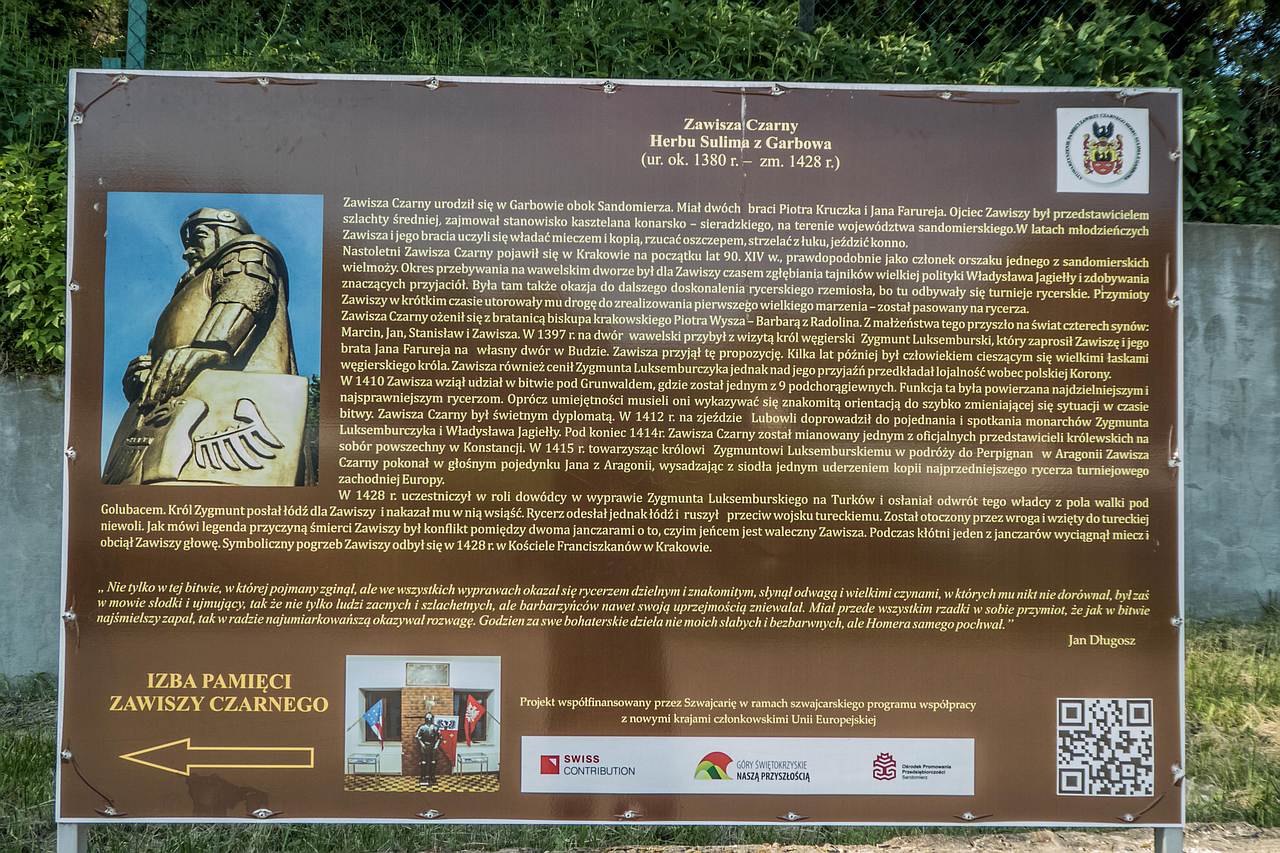 Zawisza Czarny
Herbu Sulima z Garbowa
(ur. ok. 1380 r. – zm. 1428 r.)
Zawisza Czarny urodził się w Garbowie obok Sandomierza. Miał dwóch braci Piotra Kruczka i Jana Farureja. Ojciec Zawiszy był przedstawicielem
szlachty średniej, zajmował stanowisko kasztelana konarsko – sieradzkiego, na terenie województwa sandomierskiego.W latach młodzieńczych
Zawisza i jego bracia uczyli się władać mieczem i kopią, rzucać oszczepem, strzelać z łuku, jeździć konno.
Nastoletni Zawisza Czarny pojawił się w Krakowie na początku lat 90. XIV w., prawdopodobnie jako członek orszaku jednego z sandomierskich
wielmoży. Okres przebywania na wawelskim dworze był dla Zawiszy czasem zgłębiania tajników wielkiej polityki Władysława Jagiełły i zdobywania
znaczących przyjaciół. Była tam także okazja do dalszego doskonalenia rycerskiego rzemiosła, bo tu odbywały się turnieje rycerskie. Przymioty
Zawiszy w krótkim czasie utorowały mu drogę do zrealizowania pierwszego wielkiego marzenia – został pasowany na rycerza.
Zawisza Czarny ożenił się z bratanicą biskupa krakowskiego Piotra Wysza – Barbarą z Radolina. Z małżeństwa tego przyszło na świat czterech synów:
Marcin, Jan, Stanisław i Zawisza. W 1397 r. na dwór wawelski przybył z wizytą król węgierski Zygmunt Luksemburski, który zaprosił Zawiszę i jego
brata Jana Farureja na własny dwór w Budzie. Zawisza przyjął tę propozycję. Kilka lat później był człowiekiem cieszącym się wielkimi łaskami
węgierskiego króla. Zawisza również cenił Zygmunta Luksemburczyka jednak nad jego przyjaźń przedkładał lojalność wobec polskiej Korony.
W 1410 Zawisza wziął udział w bitwie pod Grunwaldem, gdzie został jednym z 9 podchorągiewnych. Funkcja ta była powierzana najdzielniejszym i
najsprawniejszym rycerzom. Oprócz umiejętności musieli oni wykazywać się znakomitą orientacją do szybko zmieniającej się sytuacji w czasie
bitwy. Zawisza Czarny był świetnym dyplomatą. W 1412 r. na zjeździe Lubowli doprowadził do pojednania i spotkania monarchów Zygmunta
Luksemburczyka i Władysława Jagiełły. Pod koniec 1414r. Zawisza Czarny został mianowany jednym z oficjalnych przedstawicieli królewskich na
sobór powszechny w Konstancji. W 1415 r. towarzysząc królowi Zygmuntowi Luksemburskiemu w podróży do Perpignan w Aragonii Zawisza
Czarny pokonał w głośnym pojedynku Jana z Aragonii, wysadzając z siodła jednym uderzeniem kopii najprzedniejszego rycerza turniejowego
zachodniej Europy.
W 1428 r. uczestniczył w roli dowódcy w wyprawie Zygmunta Luksemburskiego na Turków i osłaniał odwrót tego władcy z pola walki pod
Golubacem. Król Zygmunt posłał łódź dla Zawiszy i nakazał mu w nią wsiąść. Rycerz odesłał jednak łódź i ruszył przeciw wojsku tureckiemu. Został otoczony przez wroga i wzięty do tureckiej
niewoli. Jak mówi legenda przyczyną śmierci Zawiszy był konflikt pomiędzy dwoma janczarami o to, czyim jeńcem jest waleczny Zawisza. Podczas kłótni jeden z janczarów wyciągnął miecz i
obciął Zawiszy głowę. Symboliczny pogrzeb Zawiszy odbył się w 1428 r. w Kościele Franciszkanów w Krakowie.
„ Nie tylko w tej bitwie, w której pojmany zginął, ale we wszystkich wyprawach okazał się rycerzem dzielnym i znakomitym, słynął odwagą i wielkimi czynami, w których mu nikt nie dorównał, był zaś
w mowie słodki i ujmujący, tak że nie tylko ludzi zacnych i szlachetnych, ale barbarzyńców nawet swoją uprzejmością zniewalał. Miał przede wszystkim rzadki w sobie przymiot, że jak w bitwie
najśmielszy zapał, tak w radzie najumiarkowańszą okazywał rozwagę. Godzien za swe bohaterskie dzieła nie moich słabych i bezbarwnych, ale Homera samego pochwał.”
Jan Długosz
IZBA PAMIĘCI
ZAWISZY CZARNEGO
Projekt współfinansowany przez Szwajcarię w ramach szwajcarskiego programu współpracy
z nowymi krajami członkowskimi Unii Europejskiej
SWISS
CONTRIBUTION
GÓRY ŚWIĘTOKRZYSKIE
NASZĄ PRZYSZŁOŚCIĄ
Ośrodek Promowania
Przedsiębiorczości
Sandomierz